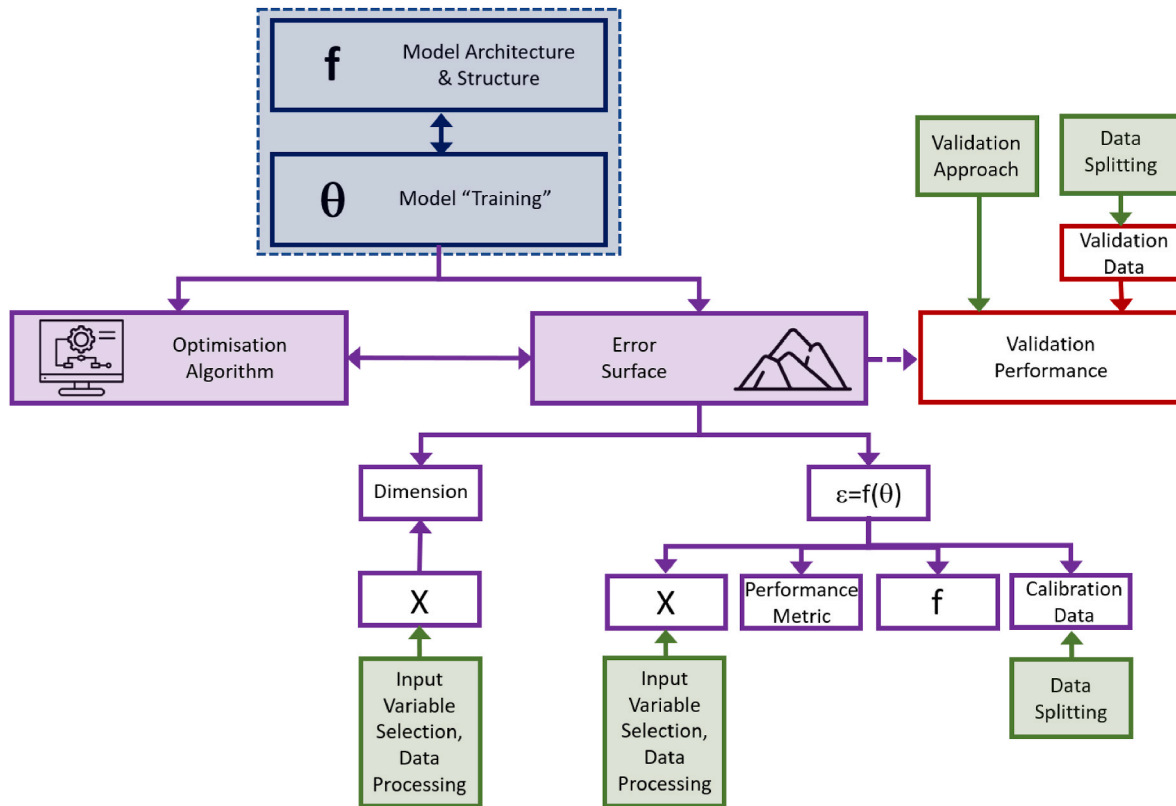 f
Model Architecture
& Structure
θ
Model “Training”
Validation
Approach
Data
Splitting
Validation
Data
Optimisation
Algorithm
Error
Surface
Validation
Performance
Dimension
ε=f(θ)
X
X
Performance
Metric
f
Calibration
Data
Input
Variable
Selection,
Data
Processing
Input
Variable
Selection,
Data
Processing
Data
Splitting